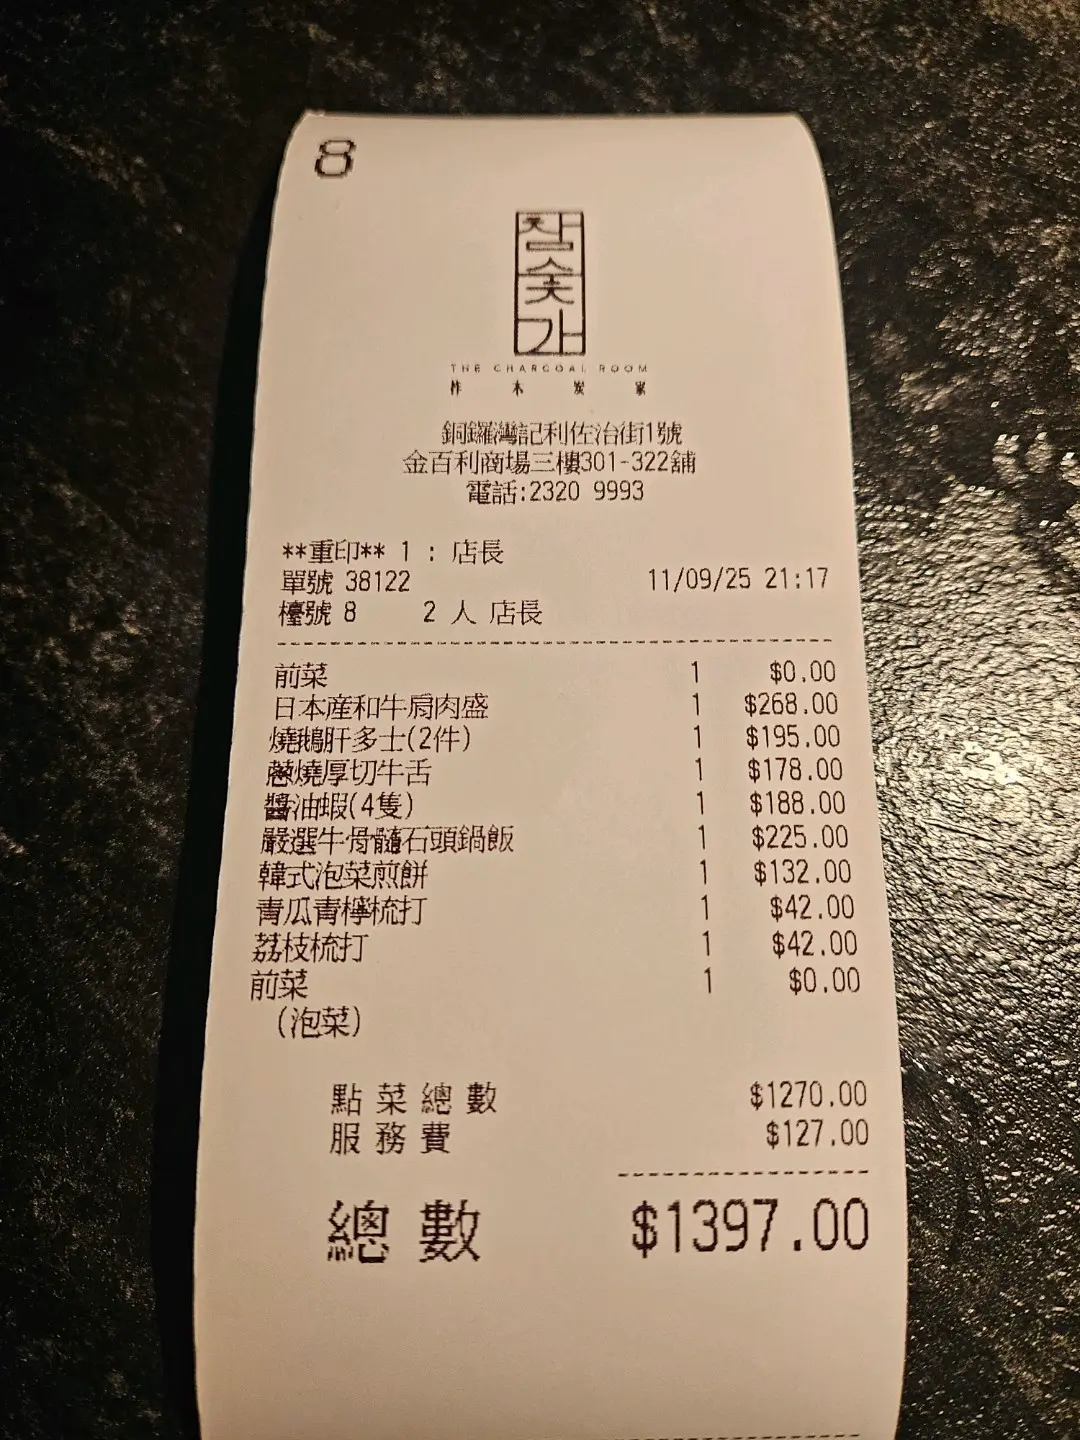 8
참숯가
THE CHARCOAL ROOM
柞木炭家
銅鑼灣記利佐治街1號
金百利商場三樓301-322舖
電話:2320 9993
**重印** 1 : 店長
單號 38122 11/09/25 21:17
檯號 8 2 人 店長
前菜 1 $0.00
日本産和牛肩肉盛 1 $268.00
燒鵝肝多士(2件) 1 $195.00
蔥燒厚切牛舌 1 $178.00
醬油蝦(4隻) 1 $188.00
嚴選牛骨髓石頭鍋飯 1 $225.00
韓式泡菜煎餅 1 $132.00
青瓜青檸梳打 1 $42.00
荔枝梳打 1 $42.00
前菜 1 $0.00
(泡菜)
點菜總數 $1270.00
服務費 $127.00
總數 $1397.00